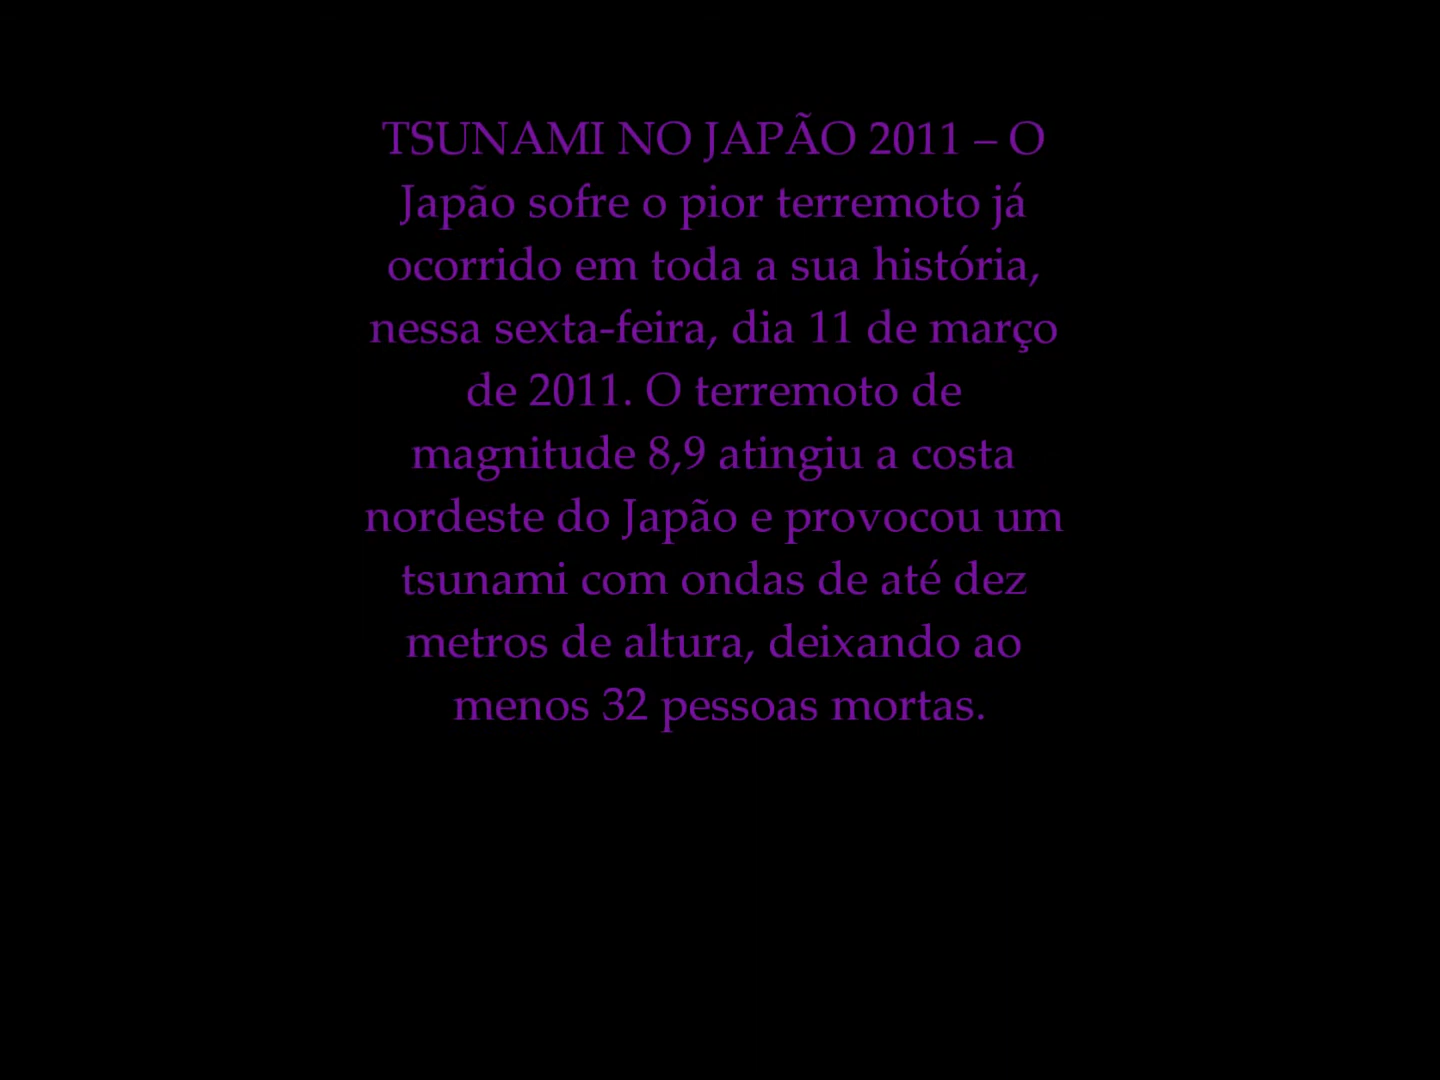 TSUNAMI NO JAPÃO 2011 – O
Japão sofre o pior terremoto já
ocorrido em toda a sua história,
nessa sexta-feira, dia 11 de março
de 2011. O terremoto de
magnitude 8,9 atingiu a costa
nordeste do Japão e provocou um
tsunami com ondas de até dez
metros de altura, deixando ao
menos 32 pessoas mortas.